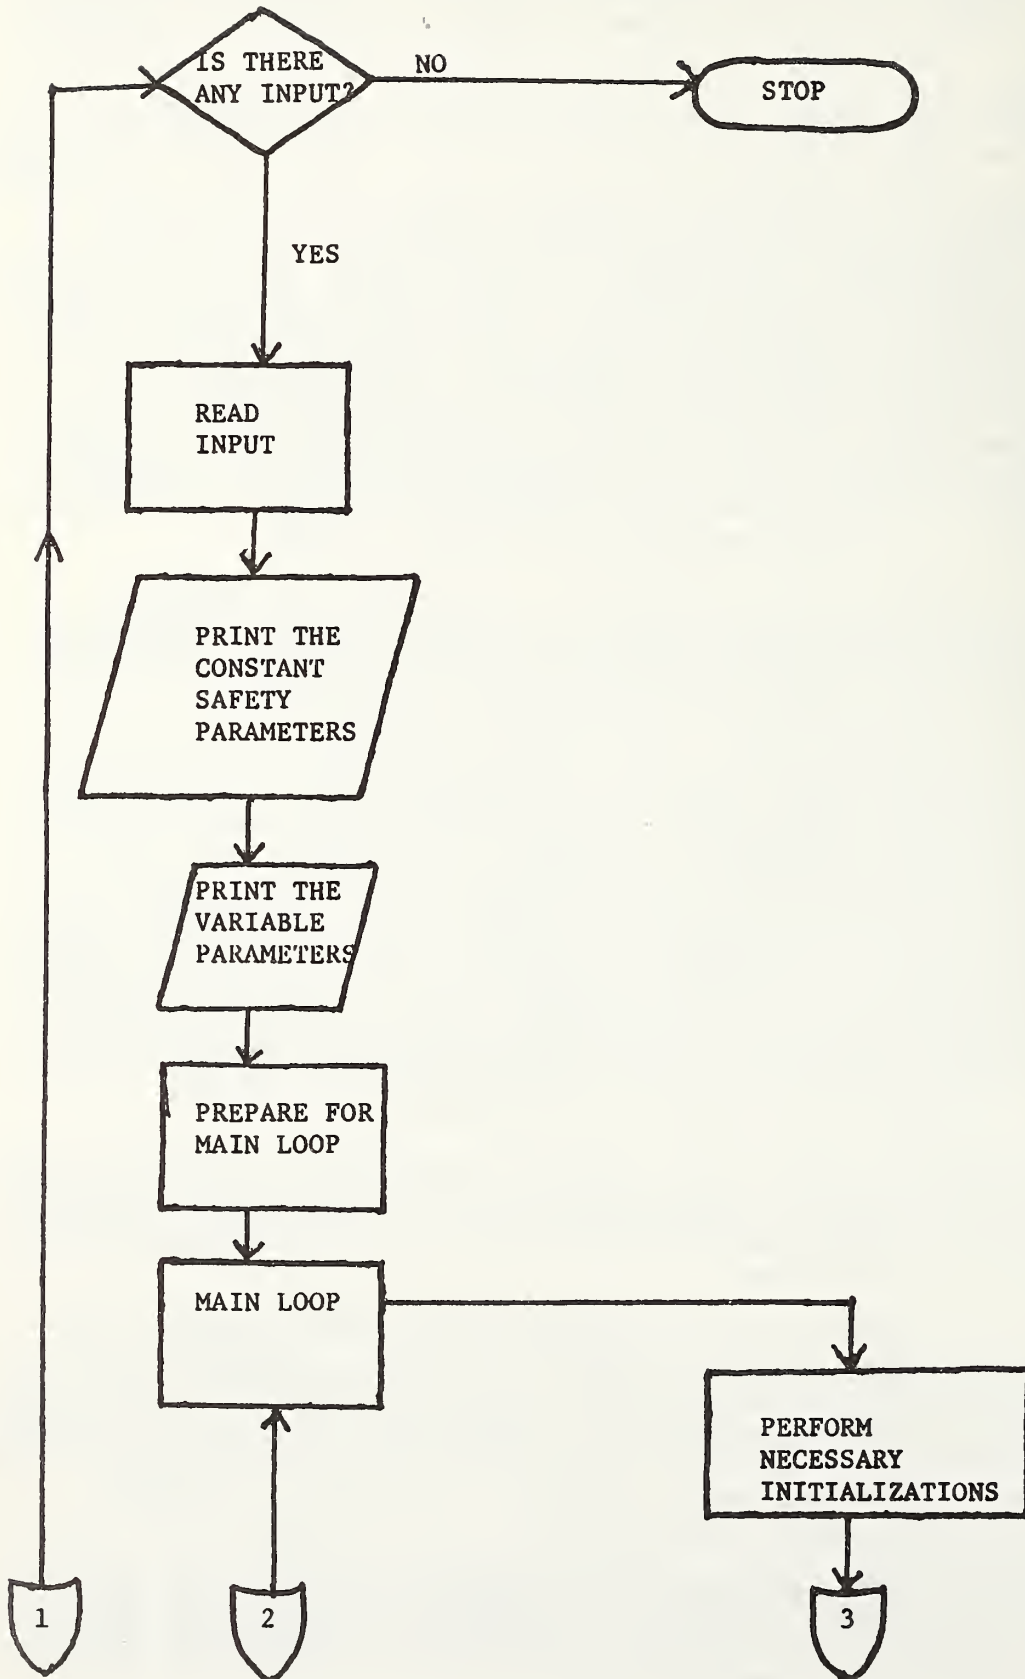 IS THERE
ANY INPUT?
NO
STOP
YES
READ
INPUT
PRINT THE
CONSTANT
SAFETY
PARAMETERS
PRINT THE
VARIABLE
PARAMETERS
PREPARE FOR
MAIN LOOP
MAIN LOOP
PERFORM
NECESSARY
INITIALIZATIONS
1
2
3